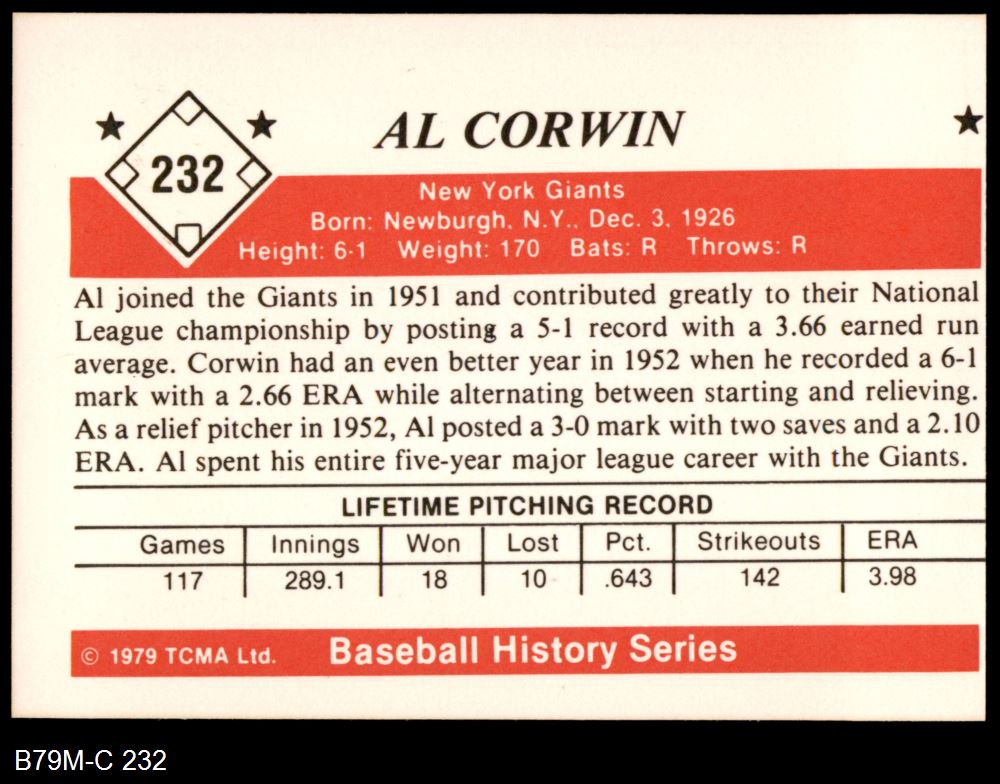 232
AL CORWIN
New York Giants
Born: Newburgh, N.Y., Dec. 3, 1926
Height: 6-1 Weight: 170 Bats: R Throws: R
Al joined the Giants in 1951 and contributed greatly to their National
League championship by posting a 5-1 record with a 3.66 earned run
average. Corwin had an even better year in 1952 when he recorded a 6-1
mark with a 2.66 ERA while alternating between starting and relieving.
As a relief pitcher in 1952, Al posted a 3-0 mark with two saves and a 2.10
ERA. Al spent his entire five-year major league career with the Giants.
LIFETIME PITCHING RECORD
Games Innings Won Lost Pct. Strikeouts ERA
117 289.1 18 10 .643 142 3.98
© 1979 TCMA Ltd. Baseball History Series
B79M-C 232